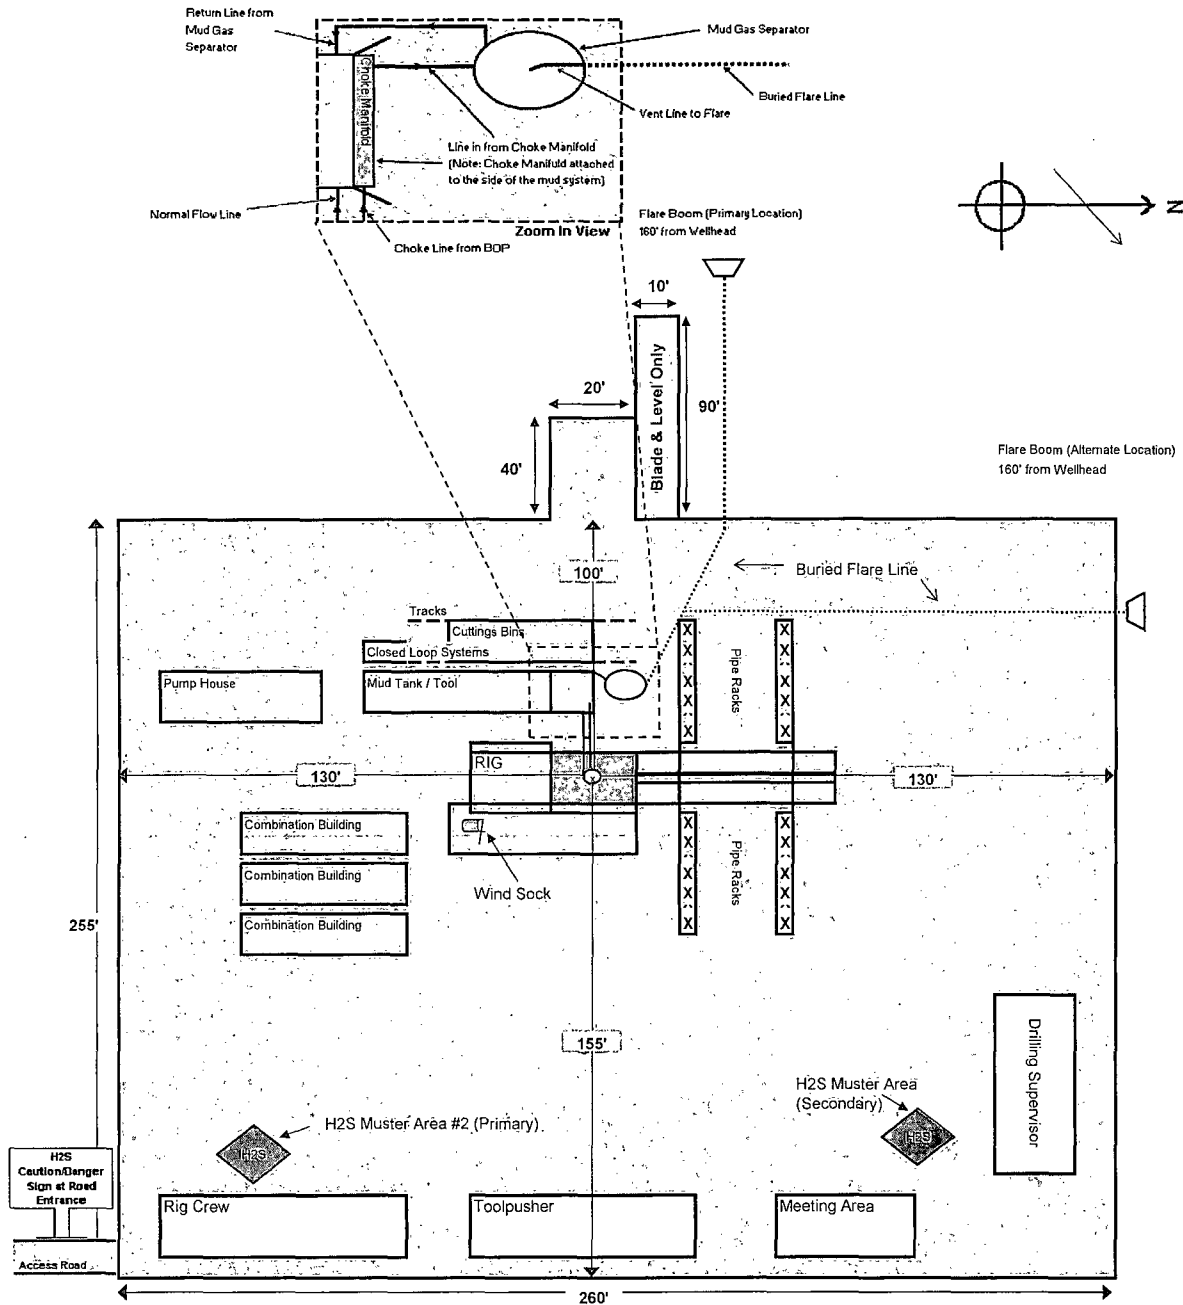 Return Line from
Mud Gas
Separator
Mud Gas Separator
Choke Manifold
Buried Flare Line
Vent Line to Flare
Line in from Choke Manifold
(Note: Choke Manifold attached
to the side of the mud system)
Normal Flow Line
Choke Line from BOP
Zoom In View
Flare Boom (Primary Location)
160' from Wellhead
N
10'
Blade & Level Only
90'
20'
40'
Flare Boom (Alternate Location)
160' from Wellhead
100'
Buried Flare Line
Tracks
Cuttings Bins
Closed Loop Systems
Pump House
Mud Tank / Tool
X
X
X
X
X
Pipe Racks
X
X
X
X
X
RIG
130'
130'
Combination Building
Combination Building
Combination Building
Wind Sock
X
X
X
X
X
Pipe Racks
X
X
X
X
X
255'
155'
Drilling Supervisor
H2S Muster Area
(Secondary)
H2S
H2S Muster Area #2 (Primary)
H2S
H2S
Caution/Danger
Sign at Road
Entrance
Rig Crew
Toolpusher
Meeting Area
Access Road
260'